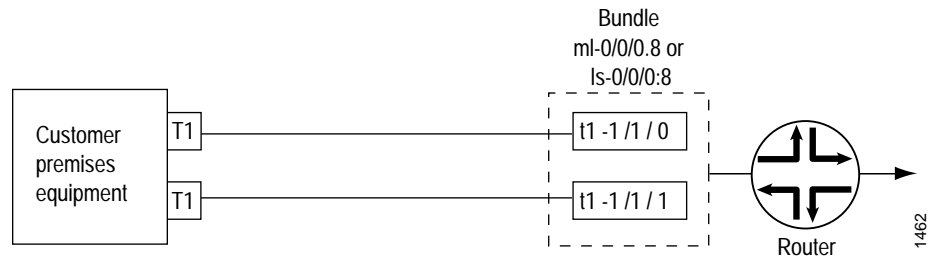 Bundle
ml-0/0/0.8 or
ls-0/0/0:8
Customer
premises
equipment
T1
T1
t1 -1 /1 / 0
t1 -1 /1 / 1
Router
1462